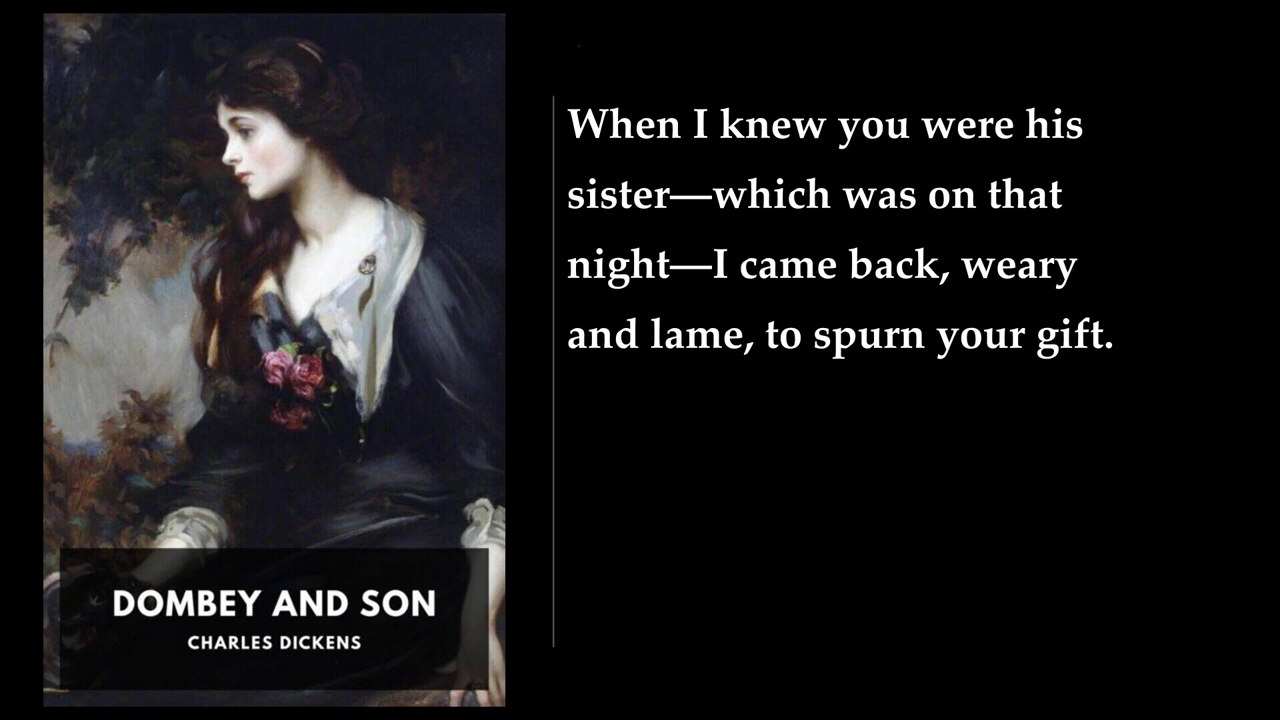 When I knew you were his
sister—which was on that
night—I came back, weary
and lame, to spurn your gift.
DOMBEY AND SON
CHARLES DICKENS